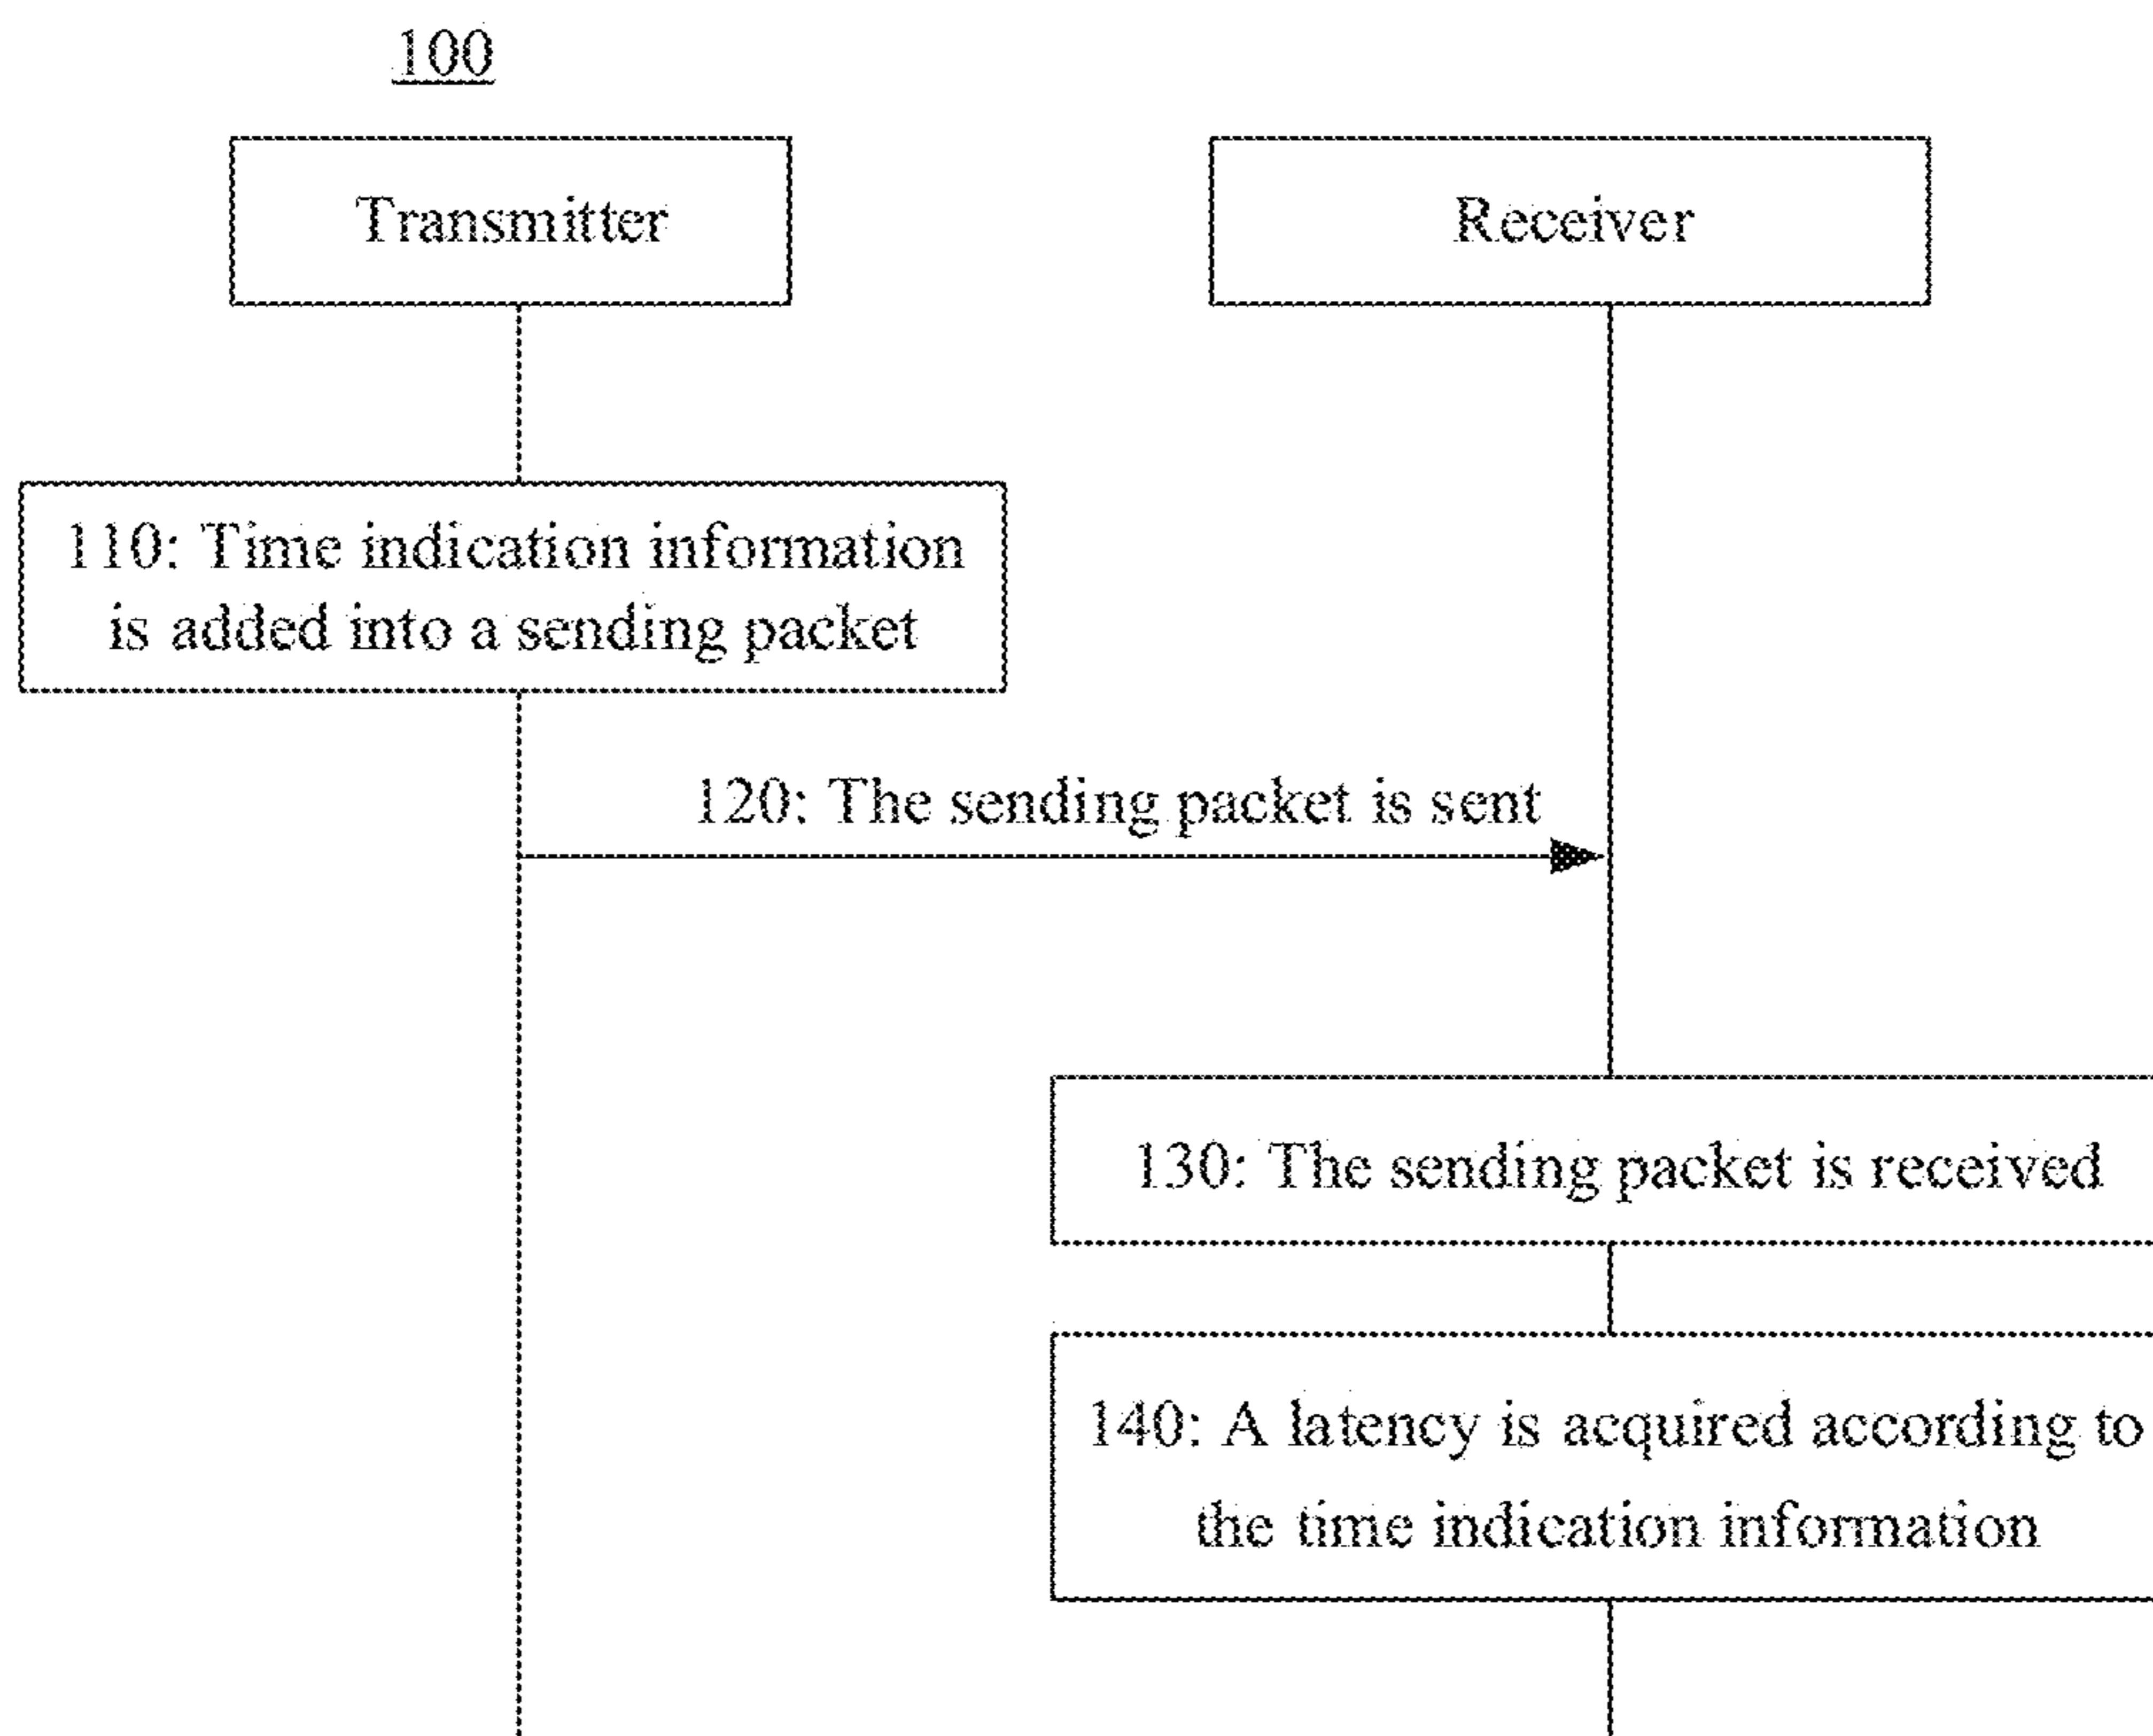 100
Transmitter
Receiver
110: Time indication information
is added into a sending packet
120: The sending packet is sent
130: The sending packet is received
140: A latency is acquired according to
the time indication information